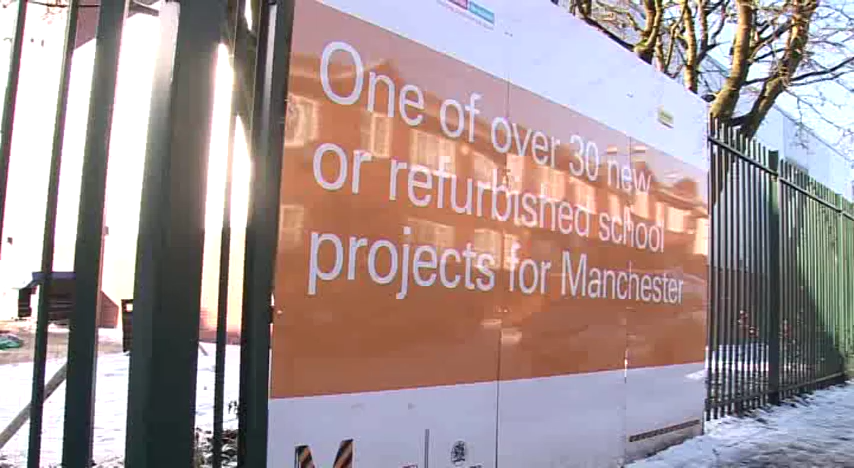 One of over 30 new
or refurbished school
projects for Manchester